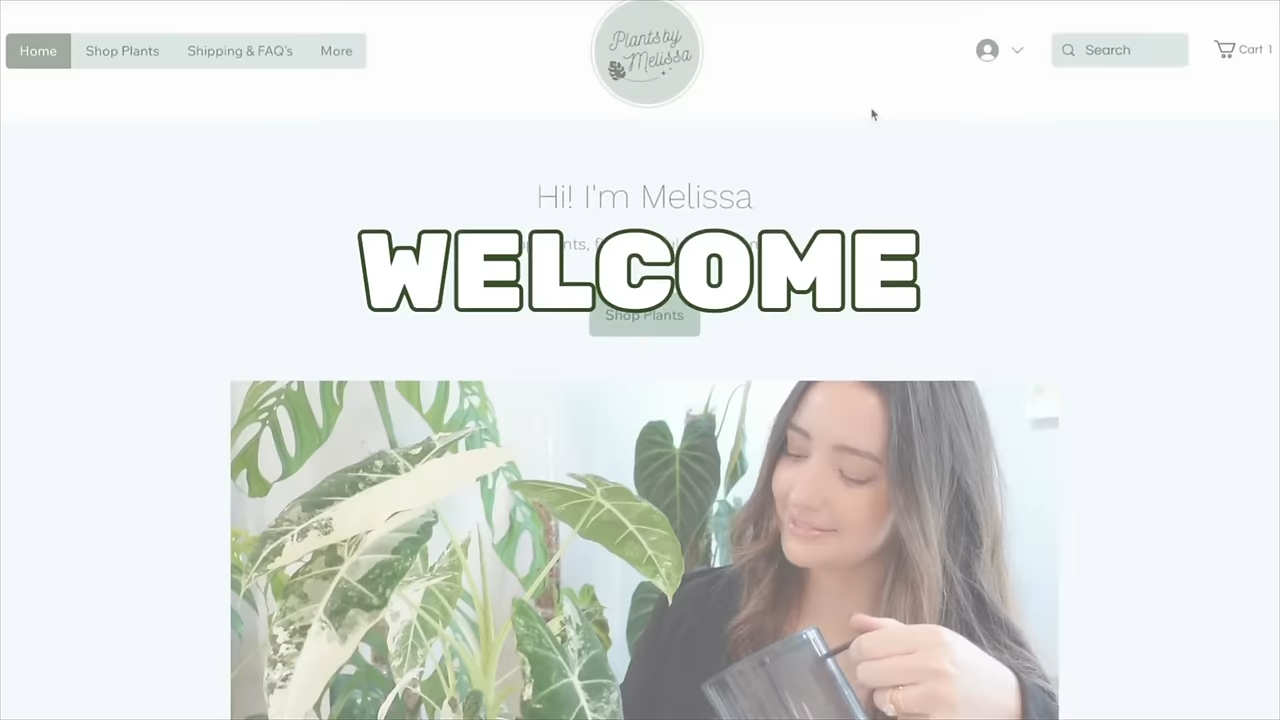 Home
Shop Plants
Shipping & FAQ's
More
Plants by
Melissa
Search
Cart 1
Hi! I'm Melissa
WELCOME
Shop Plants